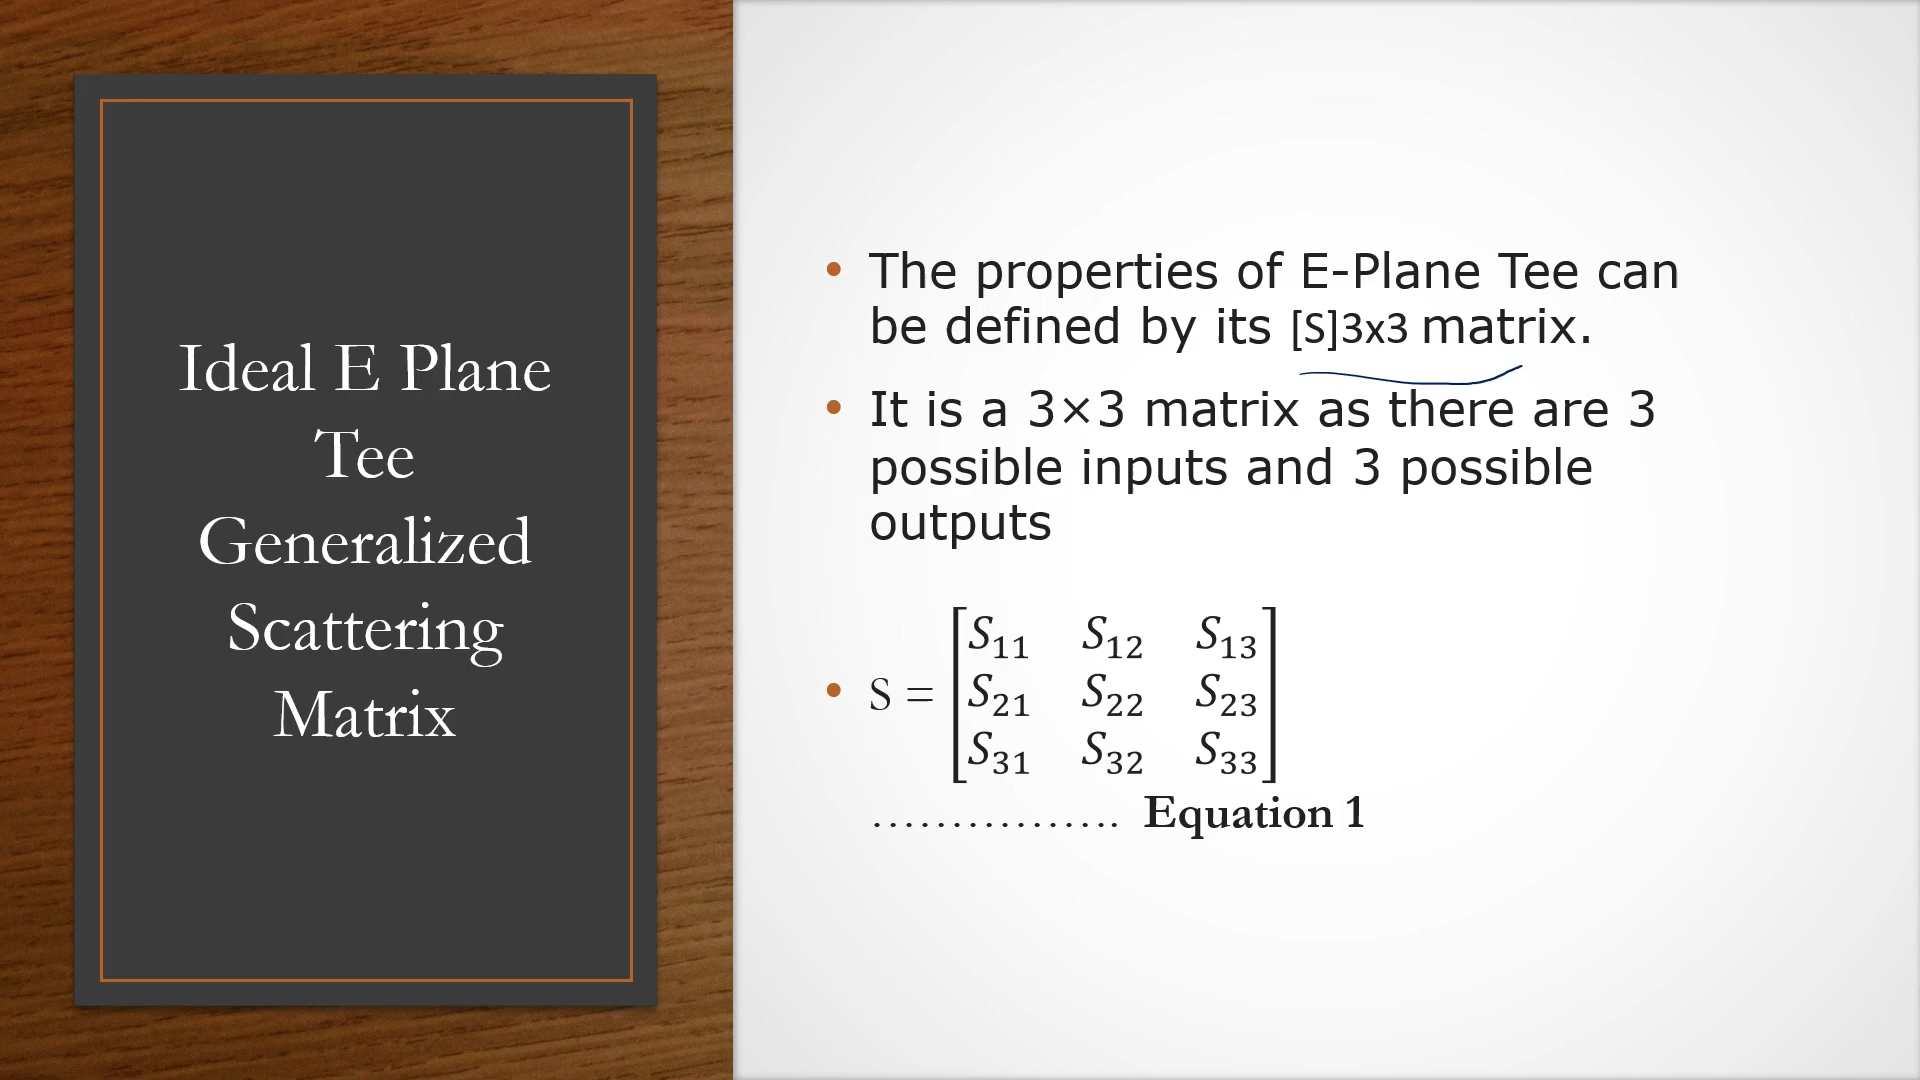 Ideal E Plane
Tee
Generalized
Scattering
Matrix
• The properties of E-Plane Tee can
be defined by its [S]3x3 matrix.
• It is a 3×3 matrix as there are 3
possible inputs and 3 possible
outputs
• S = [S₁₁ S₁₂ S₁₃
S₂₁ S₂₂ S₂₃
S₃₁ S₃₂ S₃₃]
................ Equation 1